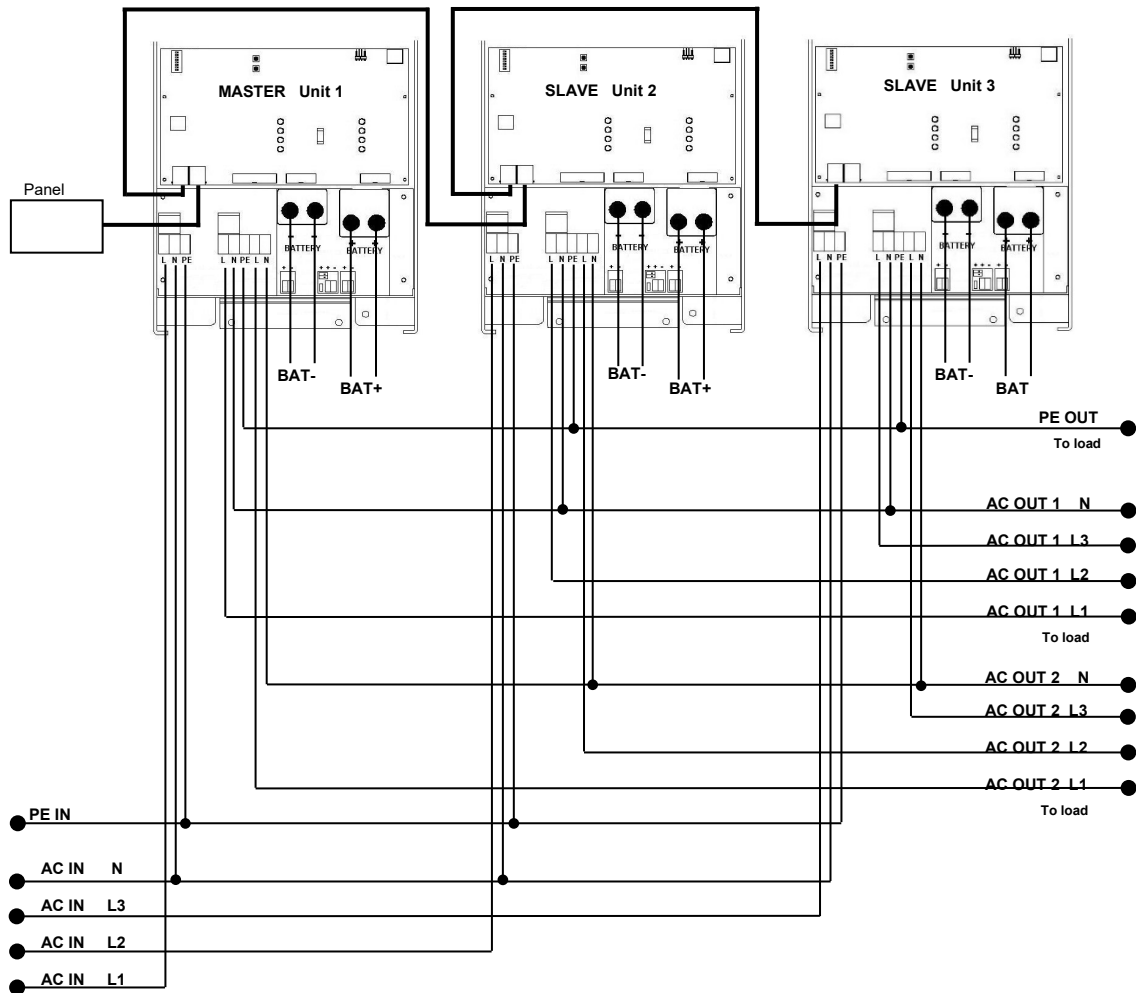 MASTER Unit 1
SLAVE Unit 2
SLAVE Unit 3
Panel
L N PE
L N PE L N
- -
BATTERY
+ +
BATTERY
+ -
+ + -
+ -
L N PE
L N PE L N
- -
BATTERY
+ +
BATTERY
+ -
+ + -
+ -
L N PE
L N PE L N
- -
BATTERY
+ +
BATTERY
+ -
+ + -
+ -
BAT-
BAT+
BAT-
BAT+
BAT-
BAT
PE OUT
To load
AC OUT 1 N
AC OUT 1 L3
AC OUT 1 L2
AC OUT 1 L1
To load
AC OUT 2 N
AC OUT 2 L3
AC OUT 2 L2
AC OUT 2 L1
To load
PE IN
AC IN N
AC IN L3
AC IN L2
AC IN L1